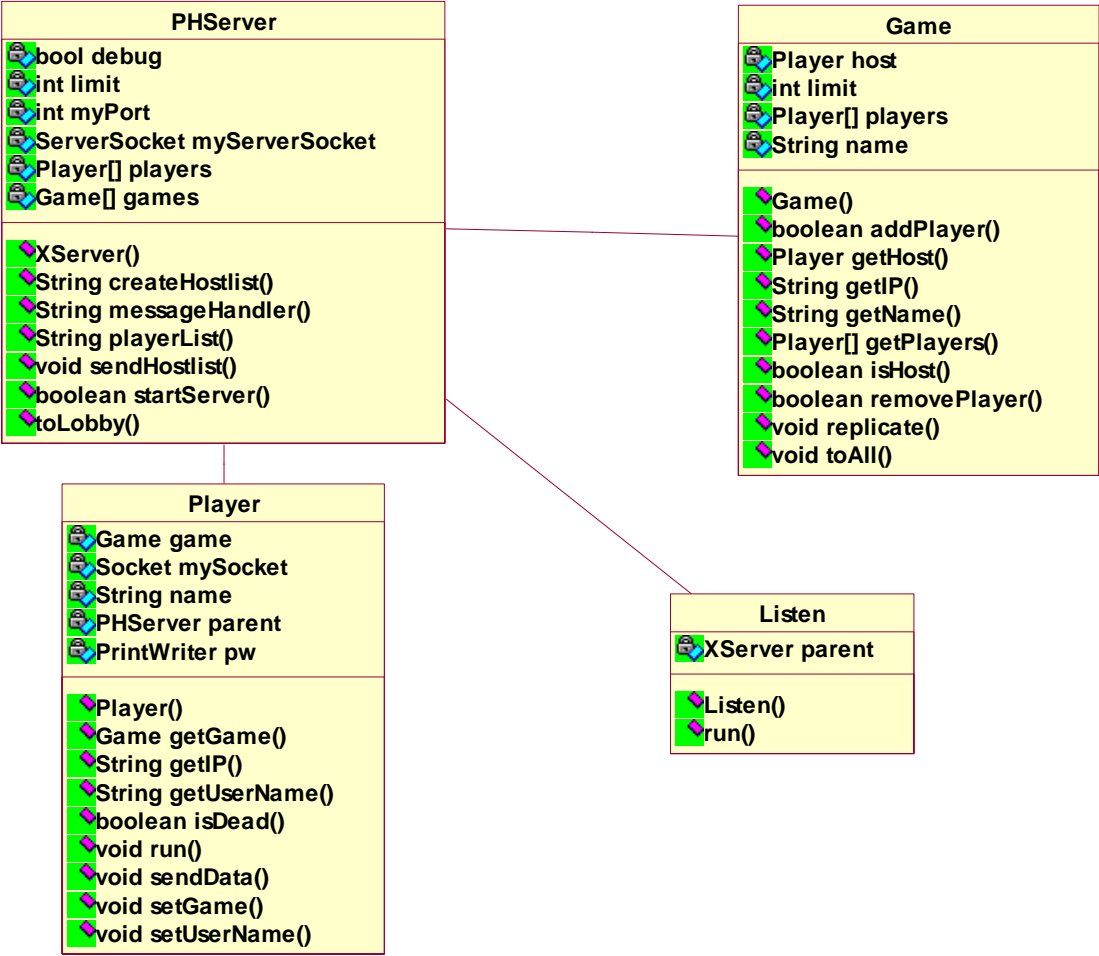 PHServer
bool debug
int limit
int myPort
ServerSocket myServerSocket
Player[] players
Game[] games
XServer()
String createHostlist()
String messageHandler()
String playerList()
void sendHostlist()
boolean startServer()
toLobby()
Game
Player host
int limit
Player[] players
String name
Game()
boolean addPlayer()
Player getHost()
String getIP()
String getName()
Player[] getPlayers()
boolean isHost()
boolean removePlayer()
void replicate()
void toAll()
Player
Game game
Socket mySocket
String name
PHServer parent
PrintWriter pw
Player()
Game getGame()
String getIP()
String getUserName()
boolean isDead()
void run()
void sendData()
void setGame()
void setUserName()
Listen
XServer parent
Listen()
run()